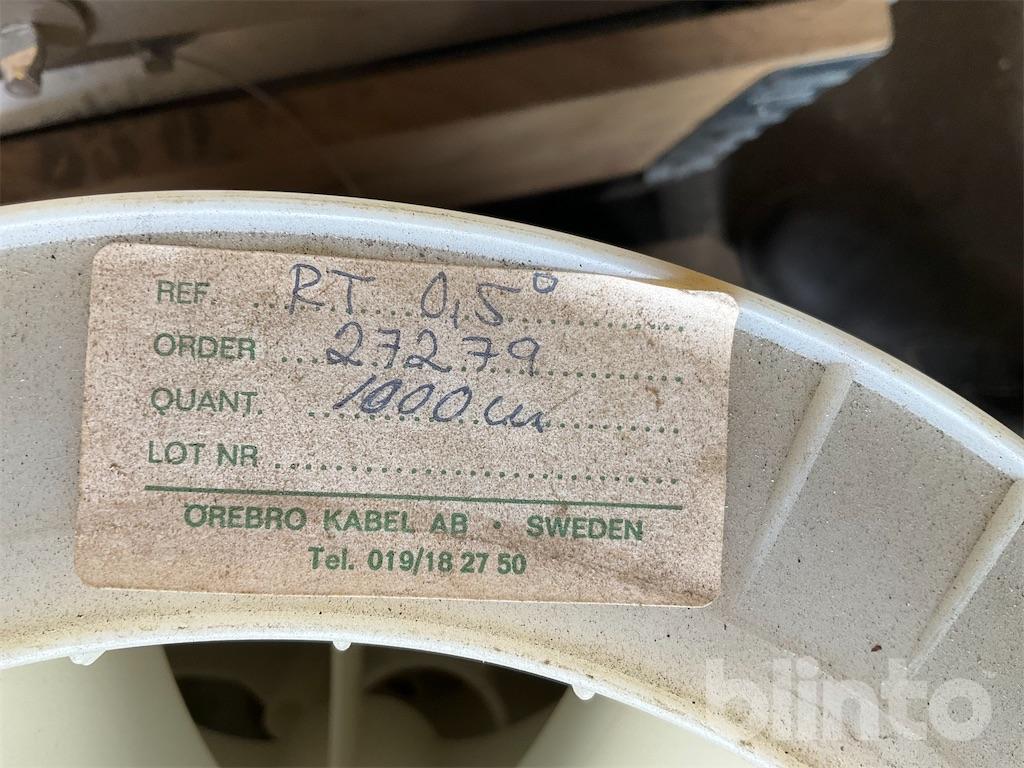 REF. RT 0,5°
ORDER 27279
QUANT. 1000 m
LOT NR
ÖREBRO KABEL AB · SWEDEN
Tel. 019/18 27 50
blinto